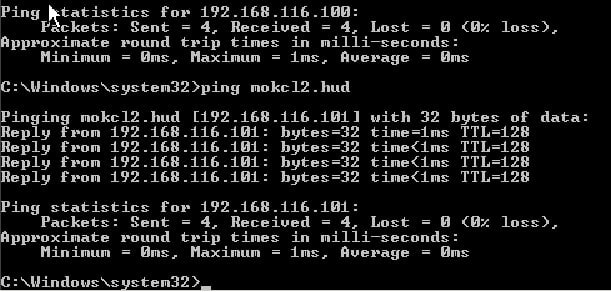 Ping statistics for 192.168.116.100:
    Packets: Sent = 4, Received = 4, Lost = 0 (0% loss),
Approximate round trip times in milli-seconds:
    Minimum = 0ms, Maximum = 1ms, Average = 0ms
C:\Windows\system32>ping mokcl2.hud
Pinging mokcl2.hud [192.168.116.101] with 32 bytes of data:
Reply from 192.168.116.101: bytes=32 time=1ms TTL=128
Reply from 192.168.116.101: bytes=32 time<1ms TTL=128
Reply from 192.168.116.101: bytes=32 time<1ms TTL=128
Reply from 192.168.116.101: bytes=32 time<1ms TTL=128
Ping statistics for 192.168.116.101:
    Packets: Sent = 4, Received = 4, Lost = 0 (0% loss),
Approximate round trip times in milli-seconds:
    Minimum = 0ms, Maximum = 1ms, Average = 0ms
C:\Windows\system32>_